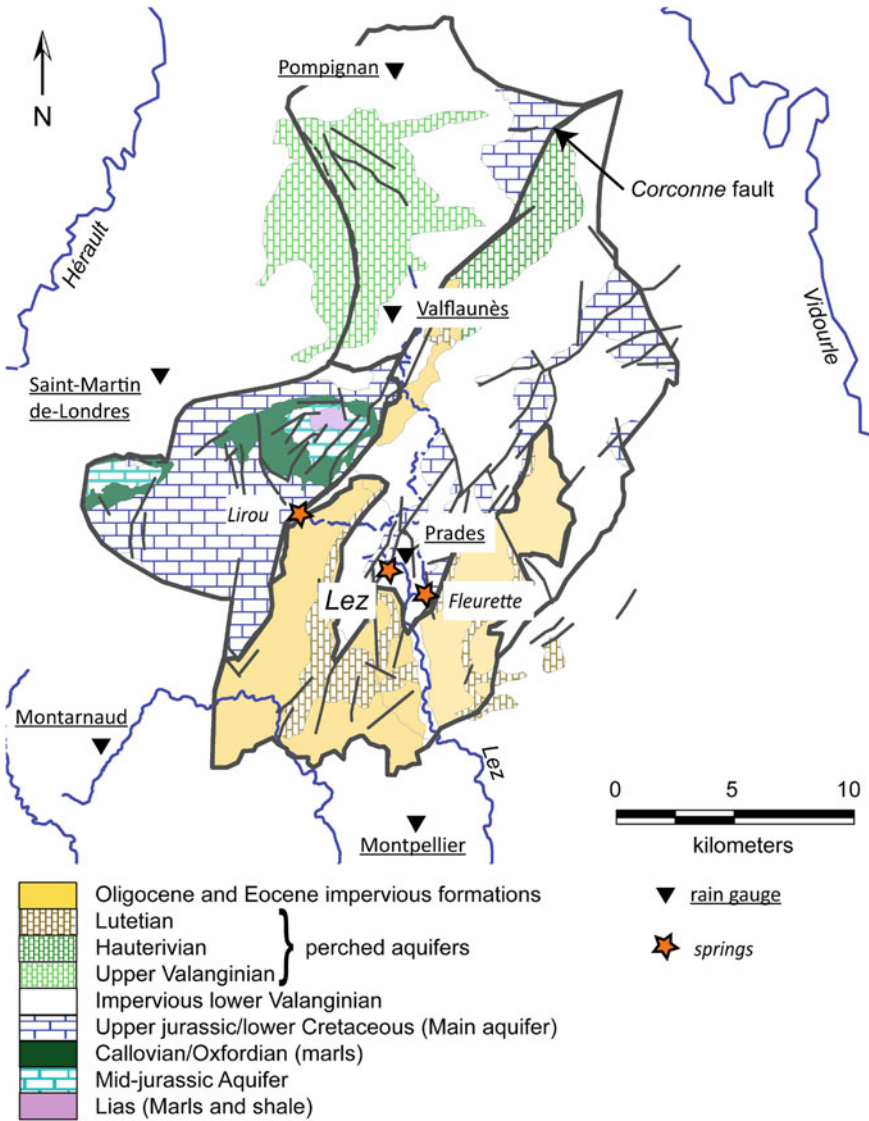 Pompignan
N
Corconne fault
Hérault
Vidourle
Valflaunès
Saint-Martin
de-Londres
Lirou
Prades
Lez
Fleurette
Montarnaud
Lez
Montpellier
0 5 10
kilometers
Oligocene and Eocene impervious formations
Lutetian
Hauterivian
Upper Valanginian
} perched aquifers
Impervious lower Valanginian
Upper jurassic/lower Cretaceous (Main aquifer)
Callovian/Oxfordian (marls)
Mid-jurassic Aquifer
Lias (Marls and shale)
rain gauge
springs